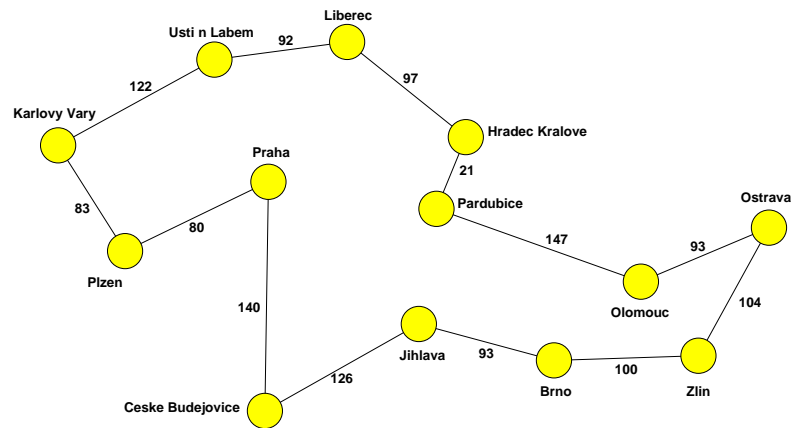 Liberec
Usti n Labem
92
97
122
Karlovy Vary
Hradec Kralove
Praha
21
Ostrava
Pardubice
83
80
147
93
Plzen
140
104
Olomouc
Jihlava
93
100
126
Brno
Zlin
Ceske Budejovice